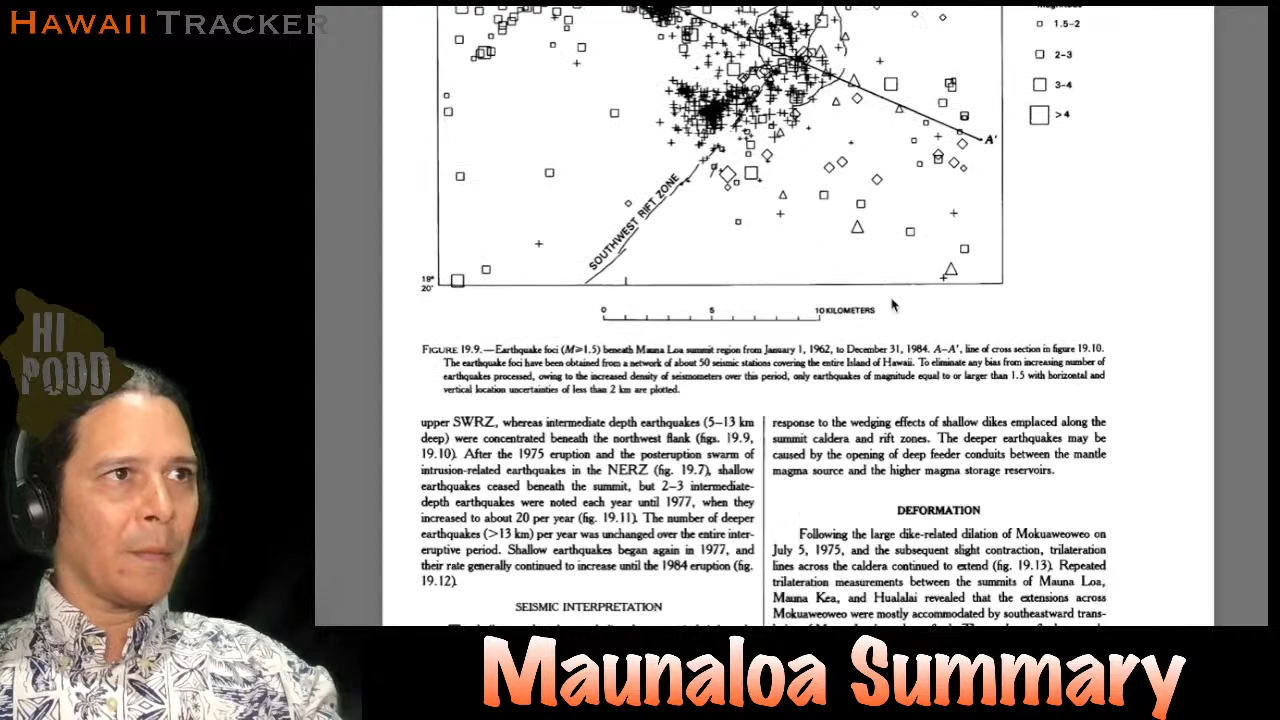 HAWAII TRACKER
1.5–2
2–3
3–4
>4
A'
SOUTHWEST RIFT ZONE
19°
20'
0 5 10 KILOMETERS
FIGURE 19.9.—Earthquake foci (M≥1.5) beneath Mauna Loa summit region from January 1, 1962, to December 31, 1984. A–A', line of cross section in figure 19.10.
The earthquake foci have been obtained from a network of about 50 seismic stations covering the entire Island of Hawaii. To eliminate any bias from increasing number of
earthquakes processed, owing to the increased density of seismometers over this period, only earthquakes of magnitude equal to or larger than 1.5 with horizontal and
vertical location uncertainties of less than 2 km are plotted.
upper SWRZ, whereas intermediate depth earthquakes (5–13 km
deep) were concentrated beneath the northwest flank (figs. 19.9,
19.10). After the 1975 eruption and the posteruption swarm of
intrusion-related earthquakes in the NERZ (fig. 19.7), shallow
earthquakes ceased beneath the summit, but 2–3 intermediate-
depth earthquakes were noted each year until 1977, when they
increased to about 20 per year (fig. 19.11). The number of deeper
earthquakes (>13 km) per year was unchanged over the entire inter-
eruptive period. Shallow earthquakes began again in 1977, and
their rate generally continued to increase until the 1984 eruption (fig.
19.12).
SEISMIC INTERPRETATION
response to the wedging effects of shallow dikes emplaced along the
summit caldera and rift zones. The deeper earthquakes may be
caused by the opening of deep feeder conduits between the mantle
magma source and the higher magma storage reservoirs.
DEFORMATION
Following the large dike-related dilation of Mokuaweoweo on
July 5, 1975, and the subsequent slight contraction, trilateration
lines across the caldera continued to extend (fig. 19.13). Repeated
trilateration measurements between the summits of Mauna Loa,
Mauna Kea, and Hualalai revealed that the extensions across
Mokuaweoweo were mostly accommodated by southeastward trans-
HI
PODD
Maunaloa Summary